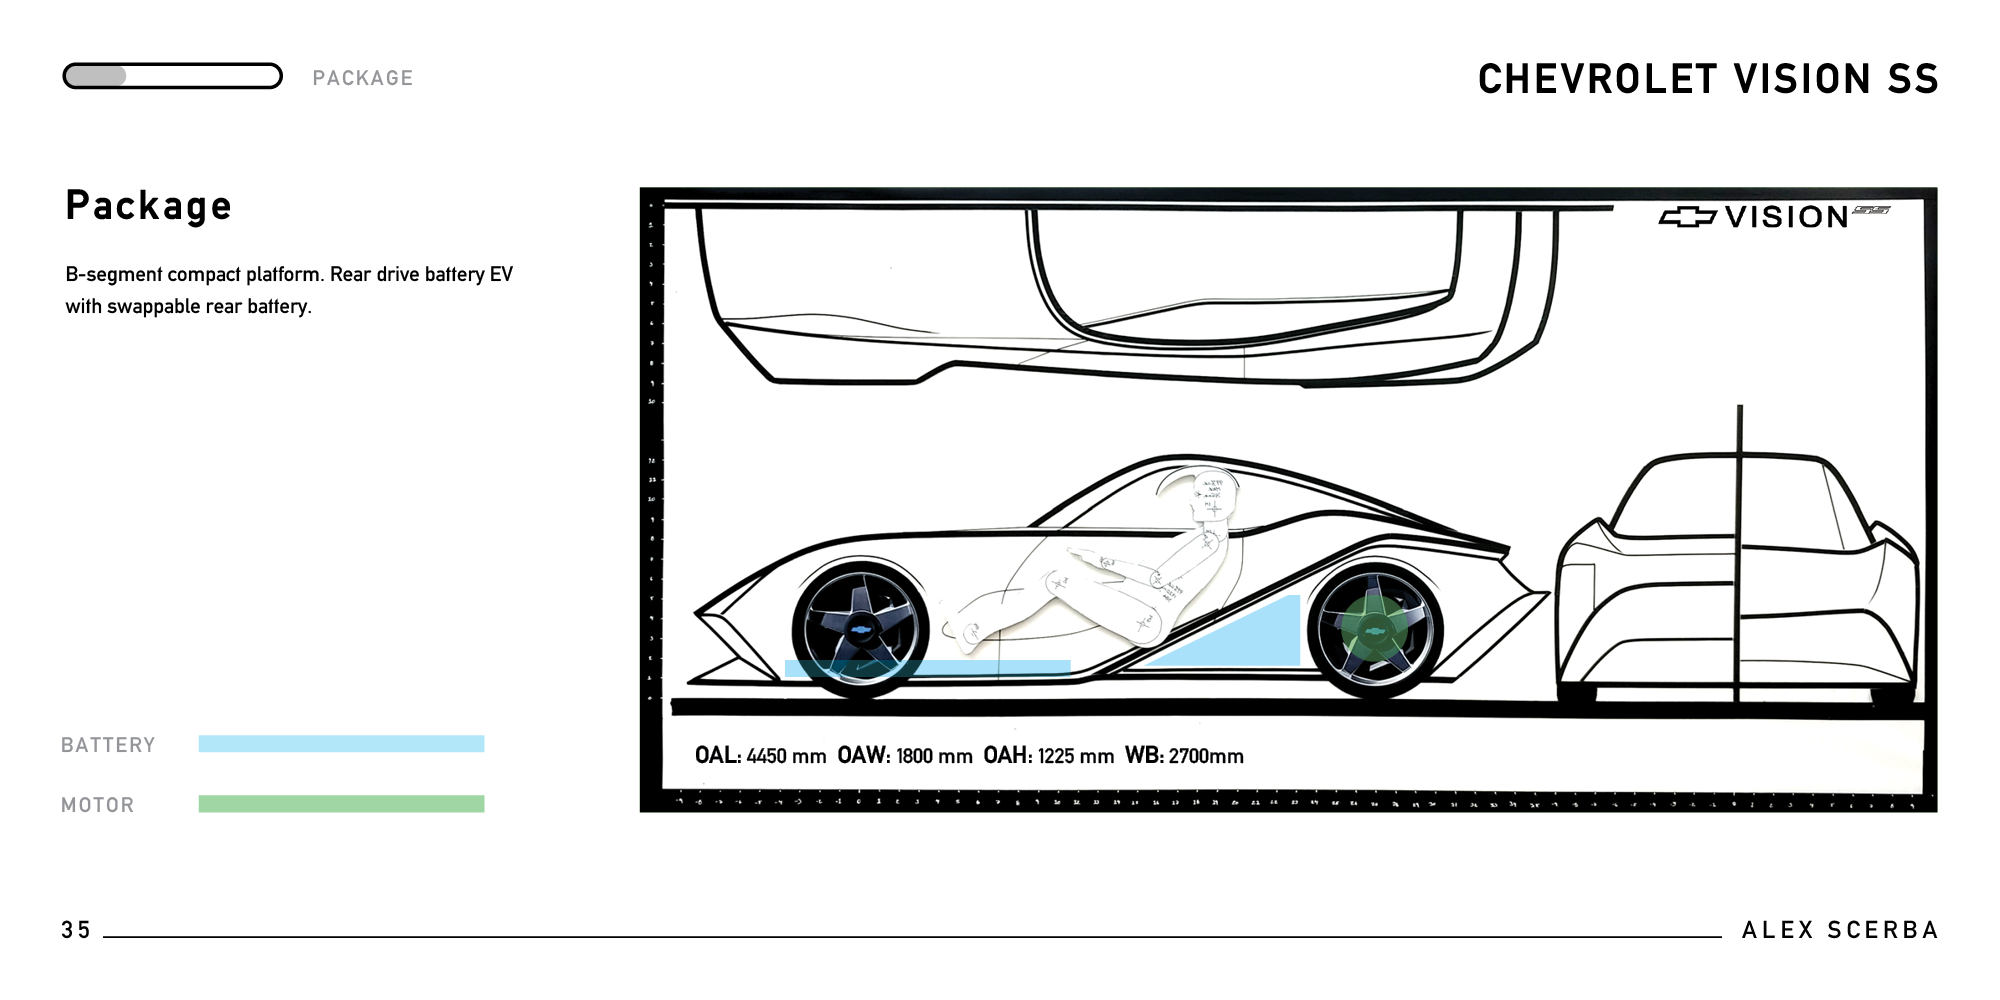 PACKAGE
CHEVROLET VISION SS
Package
B-segment compact platform. Rear drive battery EV
with swappable rear battery.
VISION SS
BATTERY
MOTOR
OAL: 4450 mm OAW: 1800 mm OAH: 1225 mm WB: 2700mm
35
ALEX SCERBA